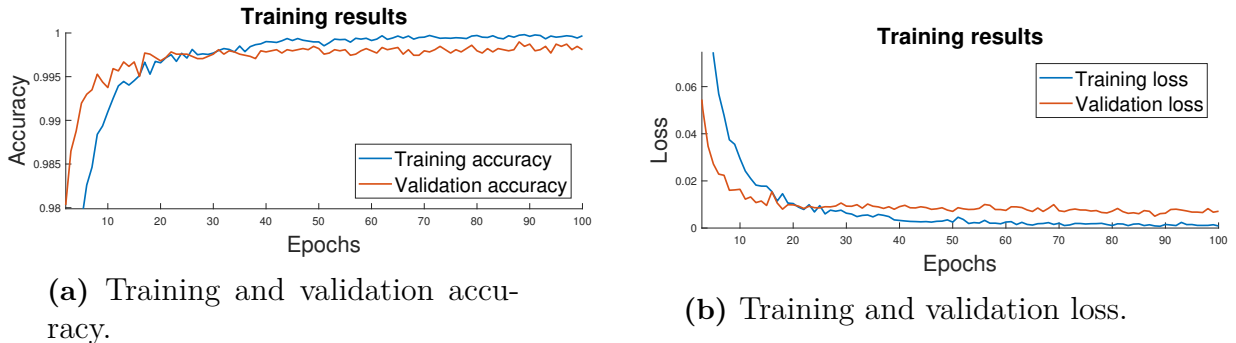 Training results
1
0.995
0.99
0.985
0.98
Accuracy
Training accuracy
Validation accuracy
10 20 30 40 50 60 70 80 90 100
Epochs
(a) Training and validation accu-
racy.
Training results
0.06
0.04
0.02
0
Loss
Training loss
Validation loss
10 20 30 40 50 60 70 80 90 100
Epochs
(b) Training and validation loss.